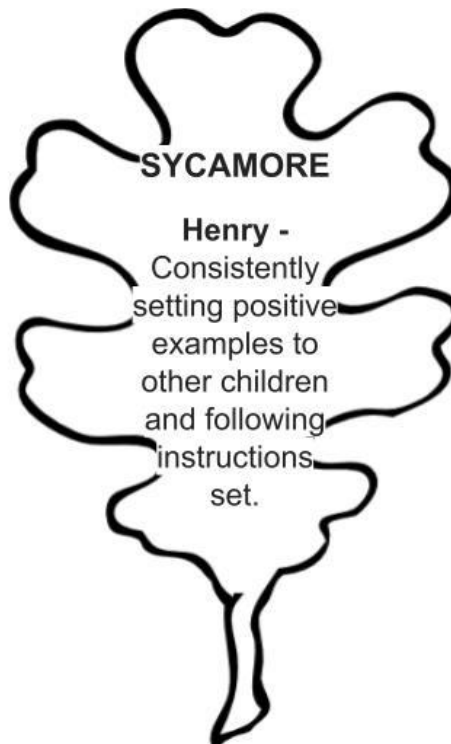 SYCAMORE
Henry -
Consistently
setting positive
examples to
other children
and following
instructions
set.